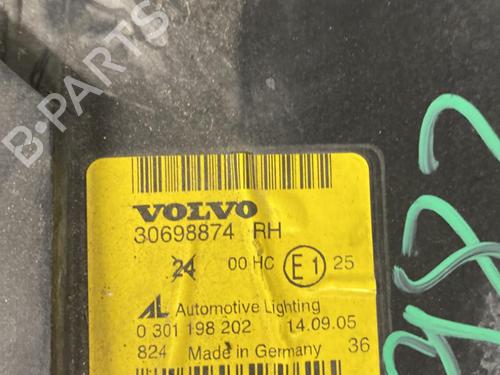 B-PARTS
VOLVO
30698874 RH
24 00 HC E1 25
AL Automotive Lighting
0 301 198 202 14.09.05
824 Made in Germany 36